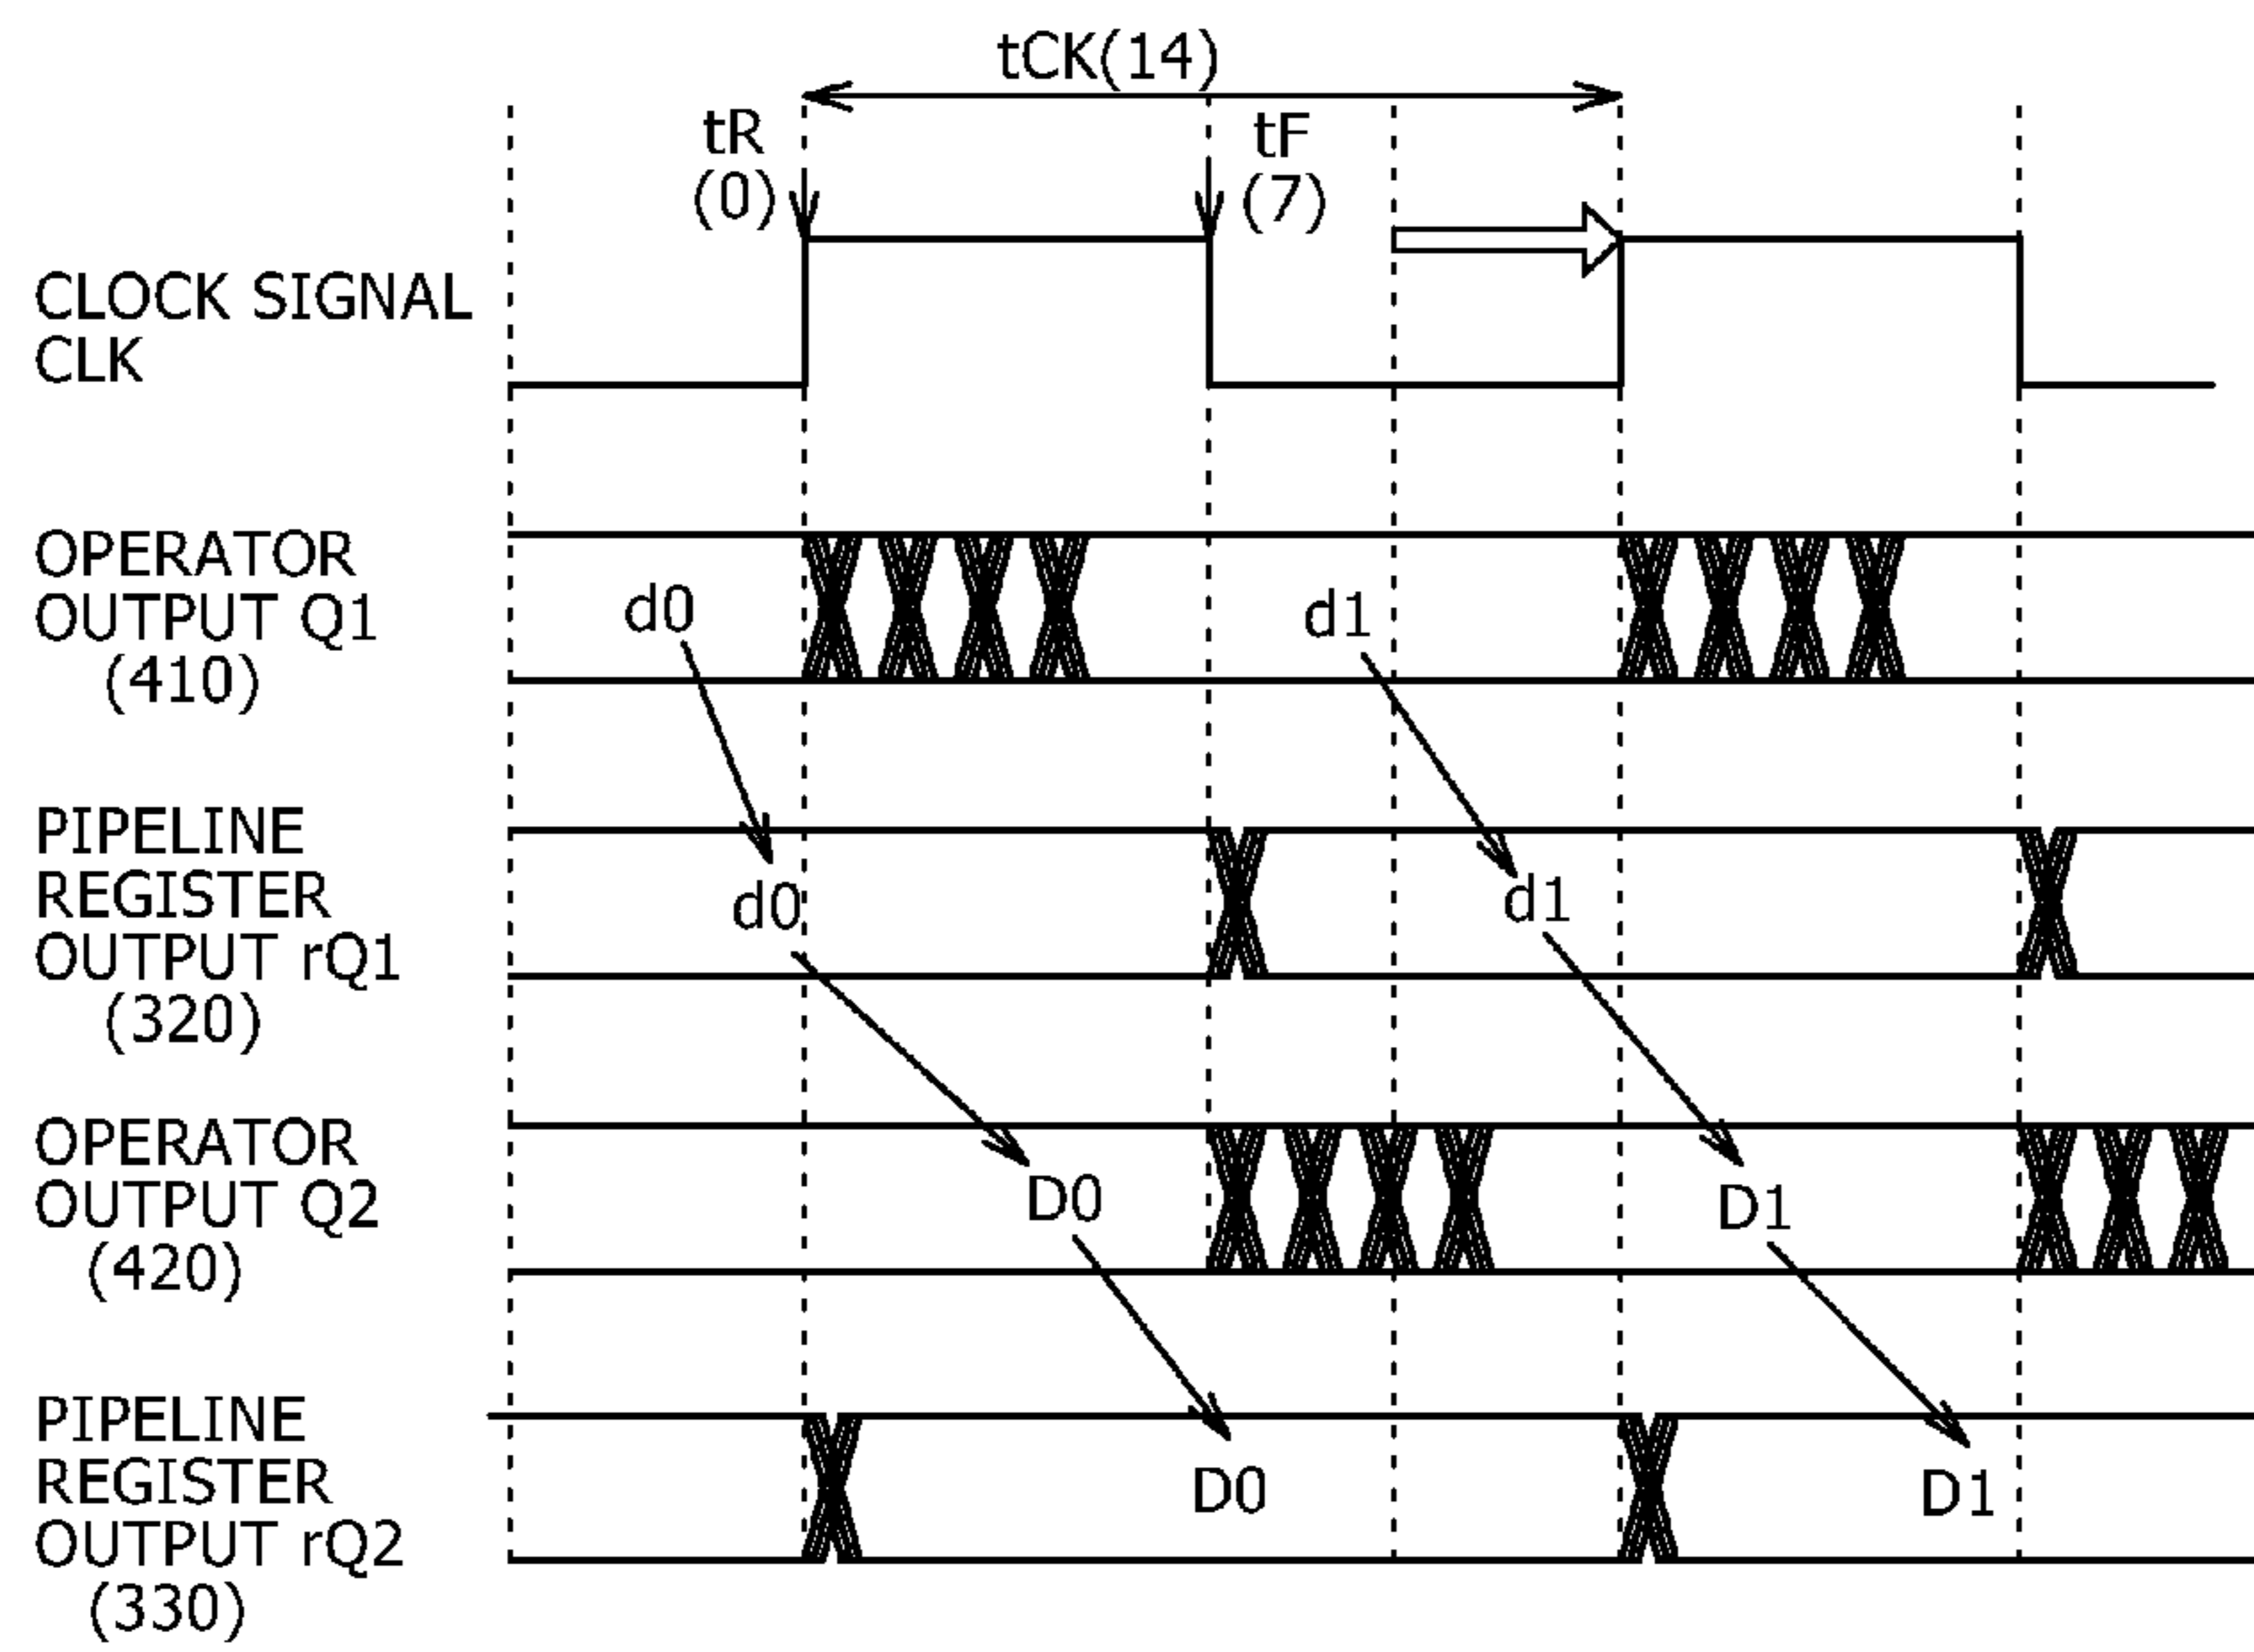 tCK(14)
tR
(0)
tF
(7)
CLOCK SIGNAL
CLK
OPERATOR
OUTPUT Q1
(410)
d0
d1
PIPELINE
REGISTER
OUTPUT rQ1
(320)
d0
d1
OPERATOR
OUTPUT Q2
(420)
D0
D1
PIPELINE
REGISTER
OUTPUT rQ2
(330)
D0
D1